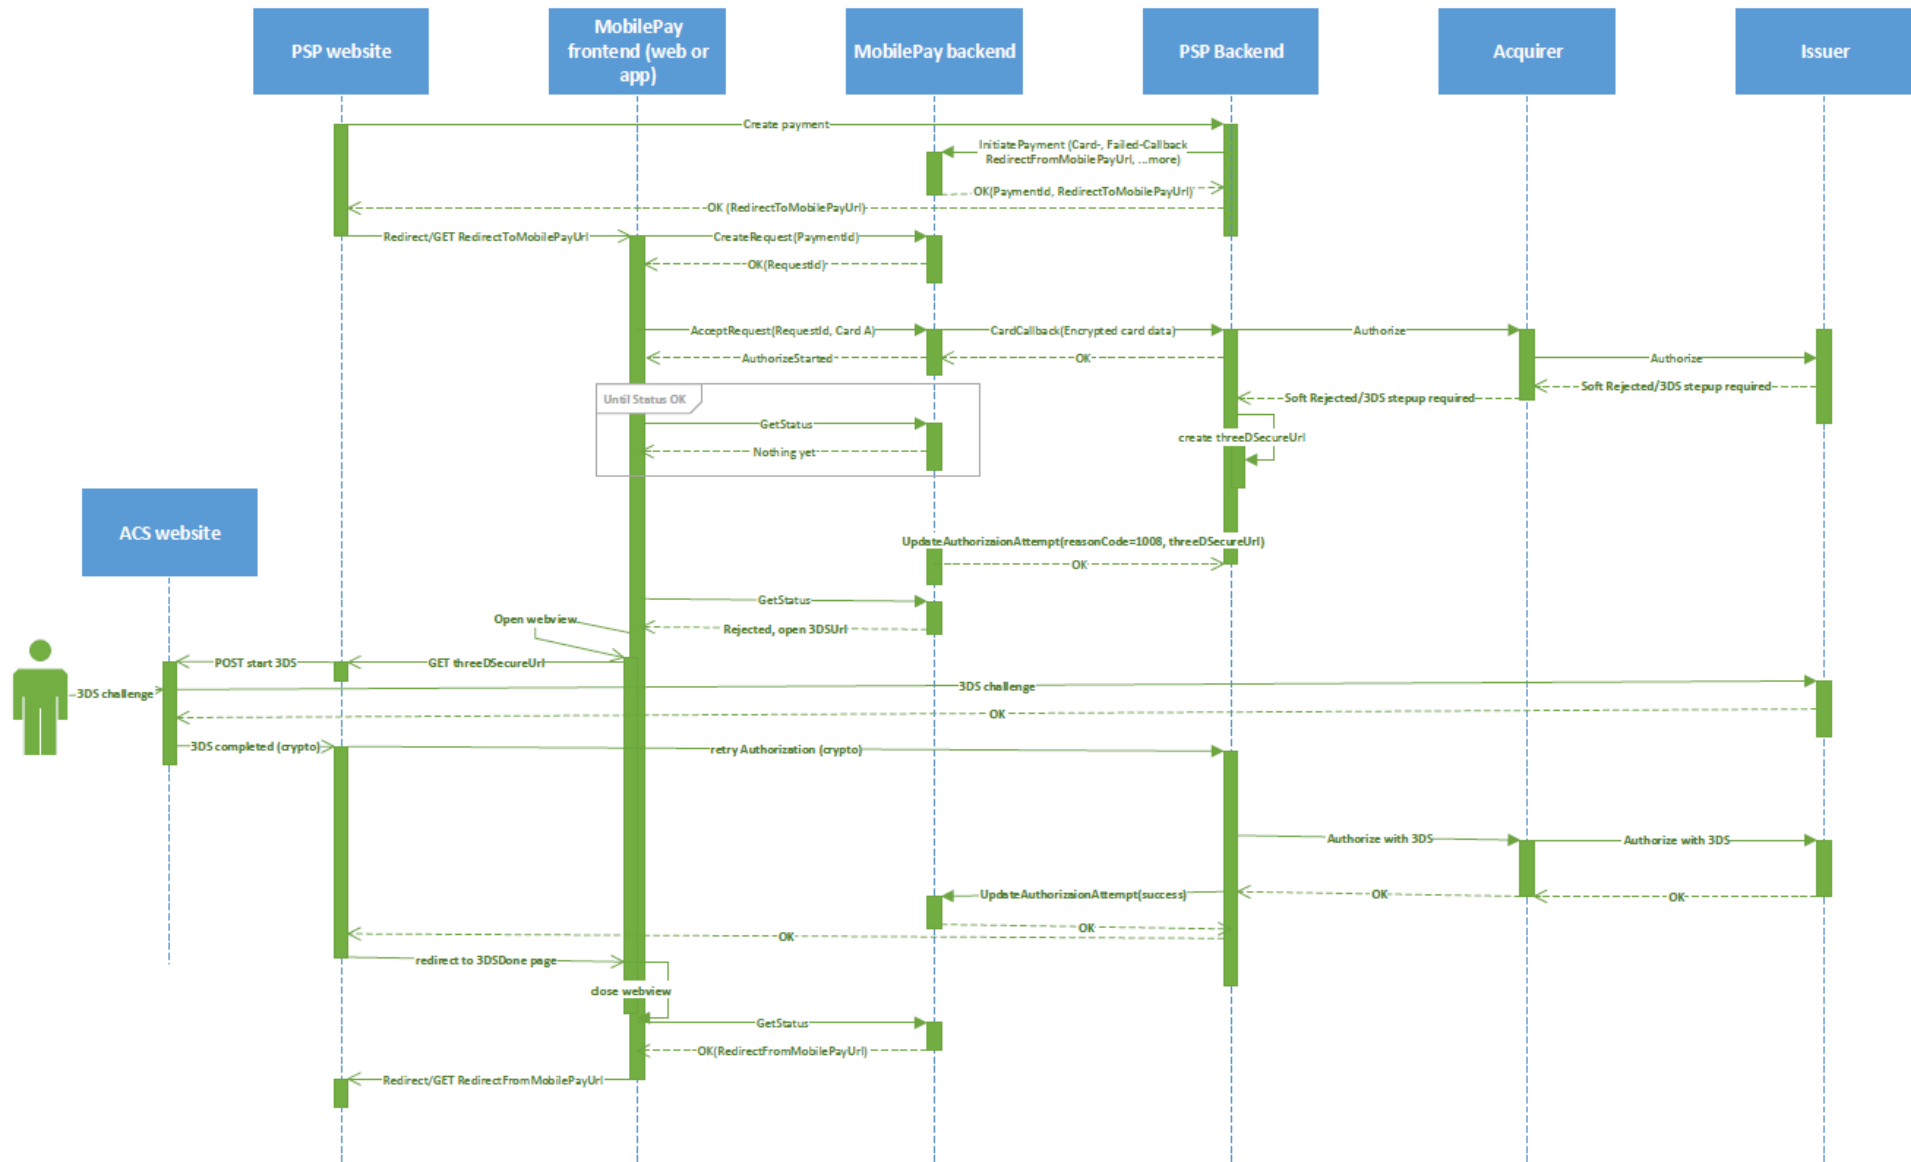 PSP website
MobilePay
frontend (web or
app)
MobilePay backend
PSP Backend
Acquirer
Issuer
Create payment
InitiatePayment (Card-, Failed-Callback
RedirectFromMobilePayUrl, ...more)
OK(PaymentId, RedirectToMobilePayUrl)
OK (RedirectToMobilePayUrl)
Redirect/GET RedirectToMobilePayUrl
CreateRequest(PaymentId)
OK(RequestId)
AcceptRequest(RequestId, Card A)
CardCallback(Encrypted card data)
Authorize
AuthorizeStarted
OK
Authorize
Soft Rejected/3DS stepup required
Soft Rejected/3DS stepup required
Until Status OK
GetStatus
create threeDSecureUrl
Nothing yet
ACS website
UpdateAuthorizaionAttempt(reasonCode=1008, threeDSecureUrl)
OK
GetStatus
Open webview
Rejected, open 3DSUrl
POST start 3DS
GET threeDSecureUrl
3DS challenge
3DS challenge
OK
3DS completed (crypto)
retry Authorization (crypto)
Authorize with 3DS
Authorize with 3DS
UpdateAuthorizaionAttempt(success)
OK
OK
OK
OK
redirect to 3DSDone page
close webview
GetStatus
OK(RedirectFromMobilePayUrl)
Redirect/GET RedirectFromMobilePayUrl